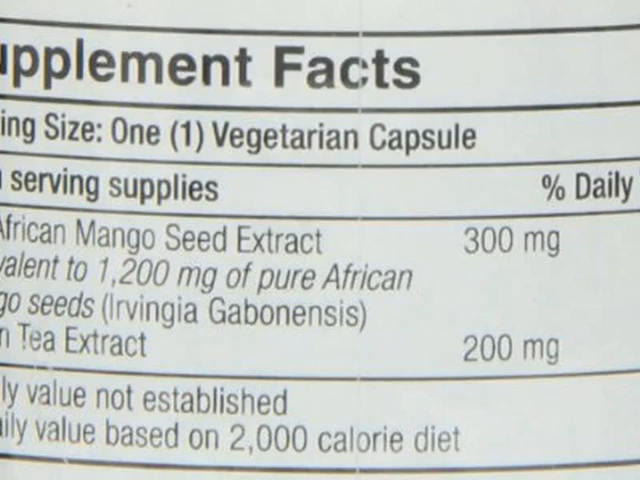 upplement Facts
ing Size: One (1) Vegetarian Capsule
serving supplies % Daily
African Mango Seed Extract 300 mg
valent to 1,200 mg of pure African
go seeds (Irvingia Gabonensis)
n Tea Extract 200 mg
ly value not established
aily value based on 2,000 calorie diet